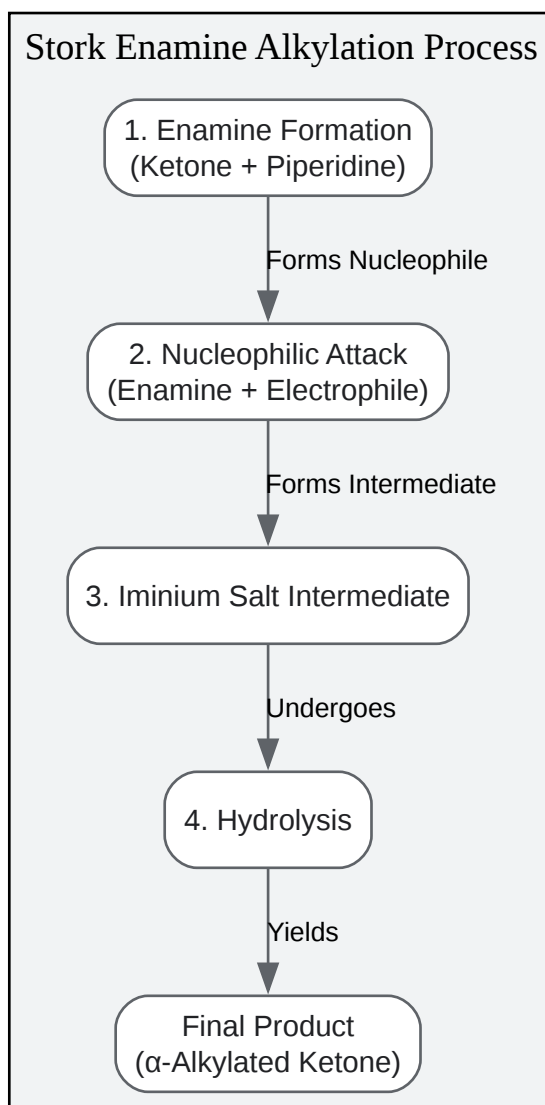 Stork Enamine Alkylation Process
1. Enamine Formation
(Ketone + Piperidine)
Forms Nucleophile
2. Nucleophilic Attack
(Enamine + Electrophile)
Forms Intermediate
3. Iminium Salt Intermediate
Undergoes
4. Hydrolysis
Yields
Final Product
(α-Alkylated Ketone)